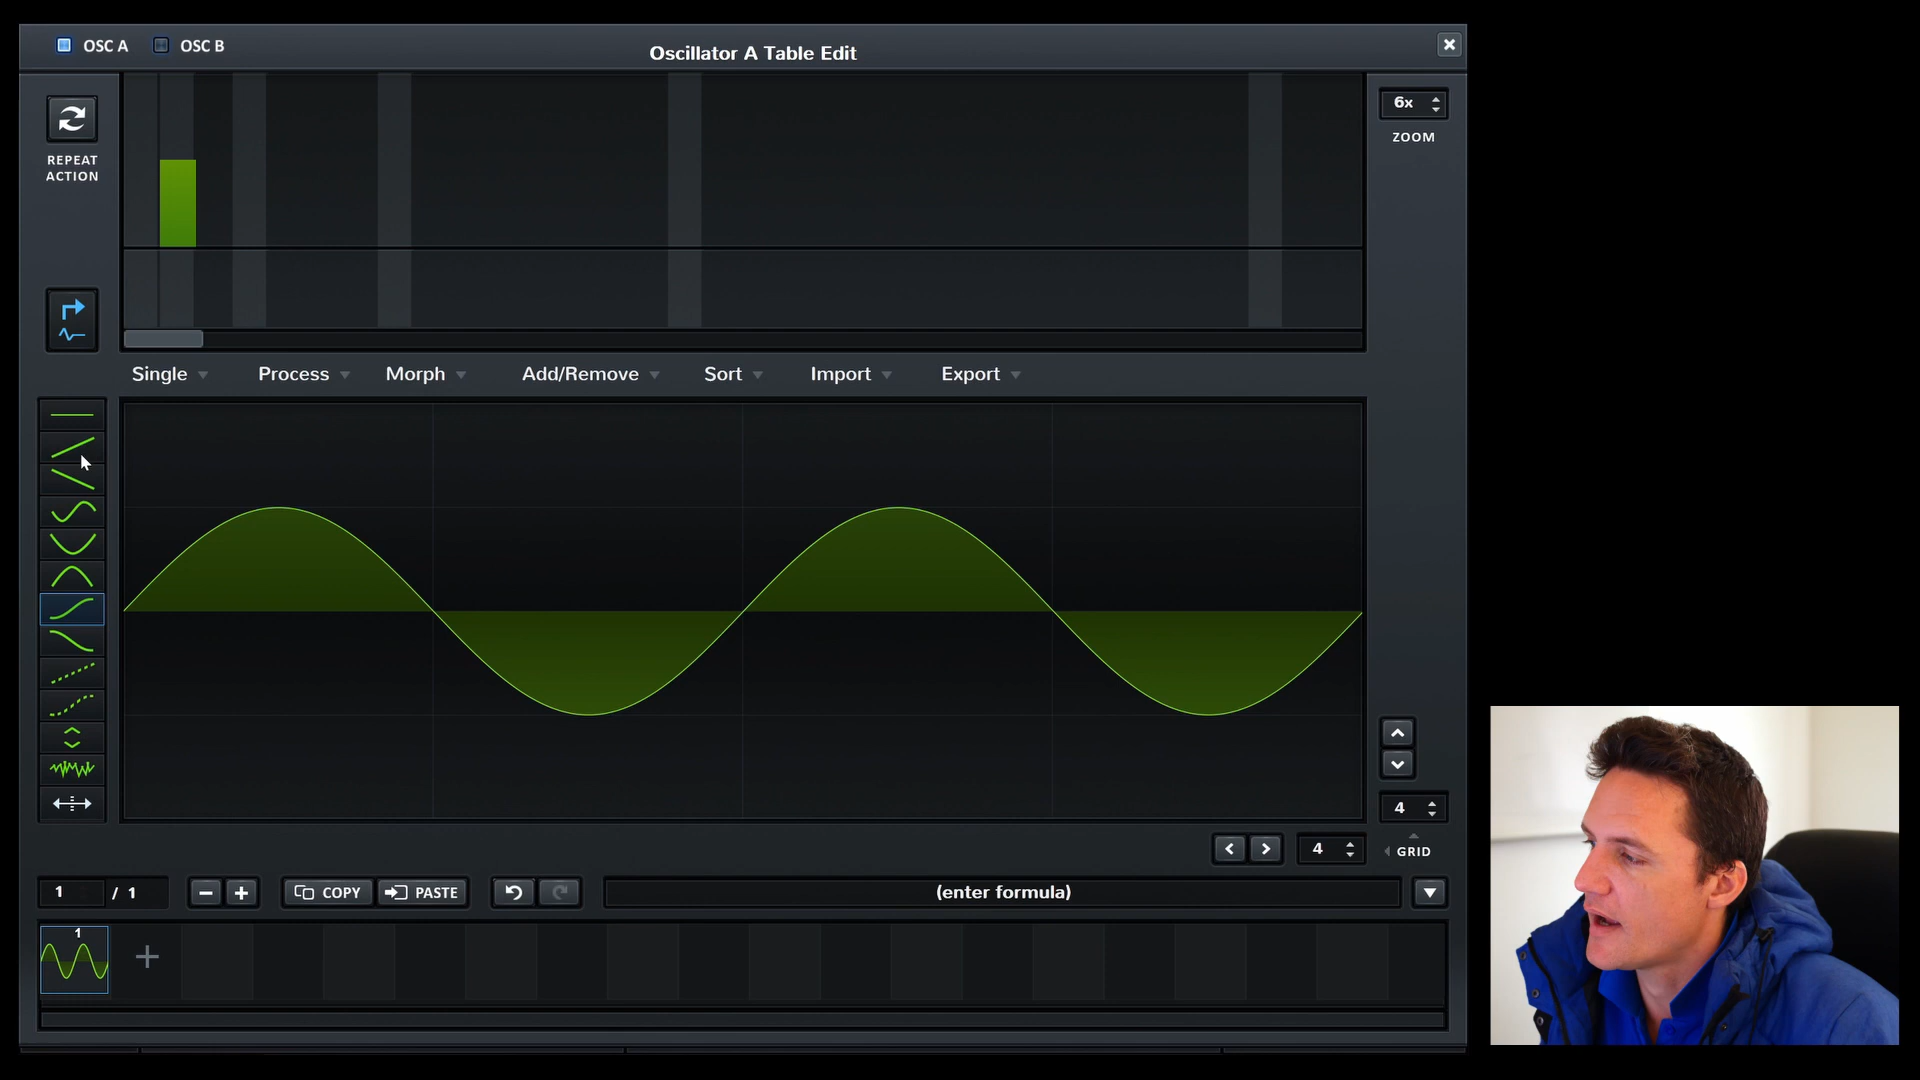 OSC A OSC B
Oscillator A Table Edit
REPEAT
ACTION
6x
ZOOM
Single Process Morph Add/Remove Sort Import Export
4
4 GRID
1 / 1 COPY PASTE (enter formula)
1